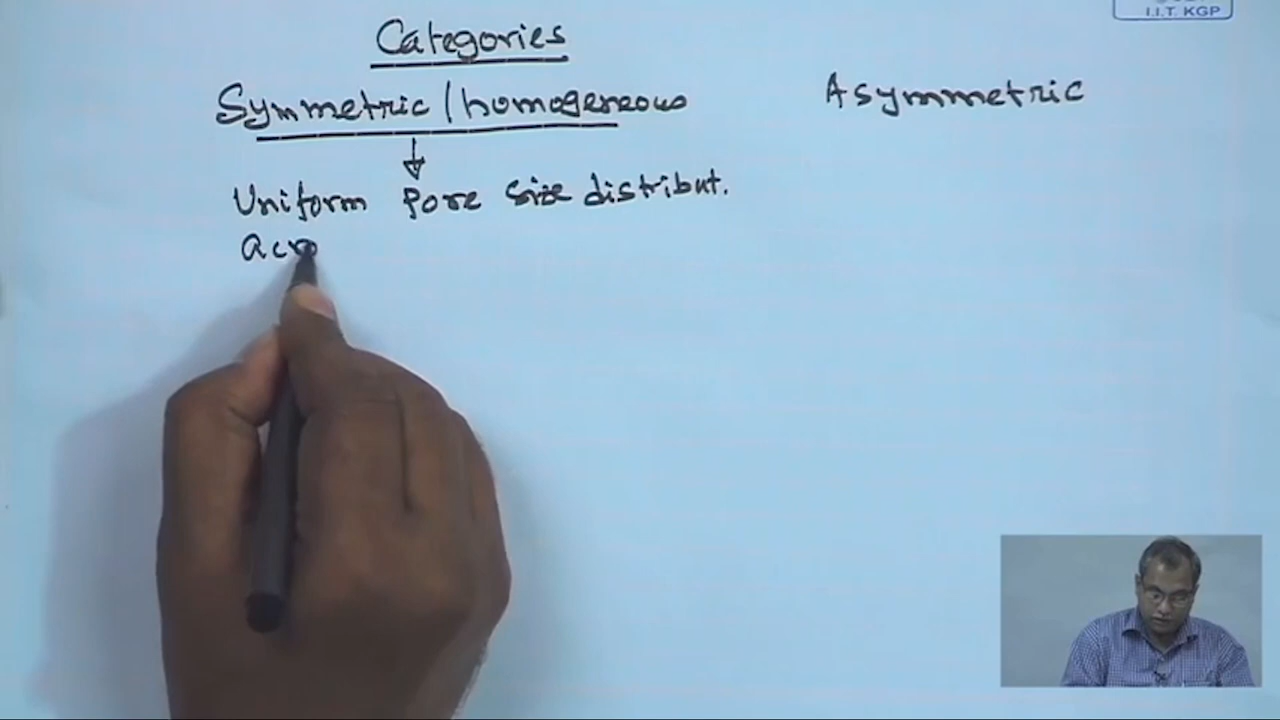 I.I.T. KGP
Categories
Symmetric / homogeneous
Asymmetric
Uniform Pore size distribut.
acro